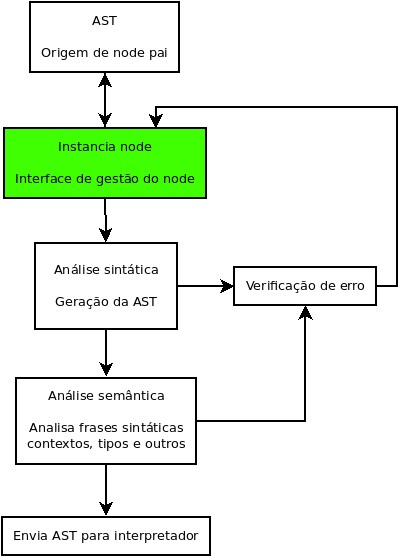 AST
Origem de node pai
Instancia node
Interface de gestão do node
Análise sintática
Geração da AST
Verificação de erro
Análise semântica
Analisa frases sintáticas
contextos, tipos e outros
Envia AST para interpretador